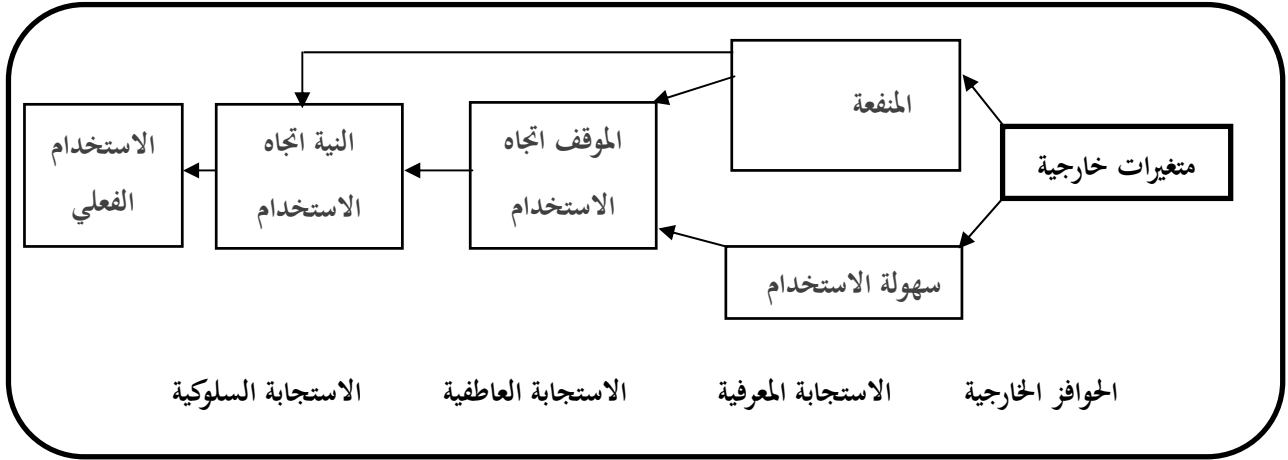 المنفعة
متغيرات خارجية
الموقف اتجاه
الاستخدام
النية اتجاه
الاستخدام
الاستخدام
الفعلي
سهولة الاستخدام
الحوافز الخارجية
الاستجابة المعرفية
الاستجابة العاطفية
الاستجابة السلوكية